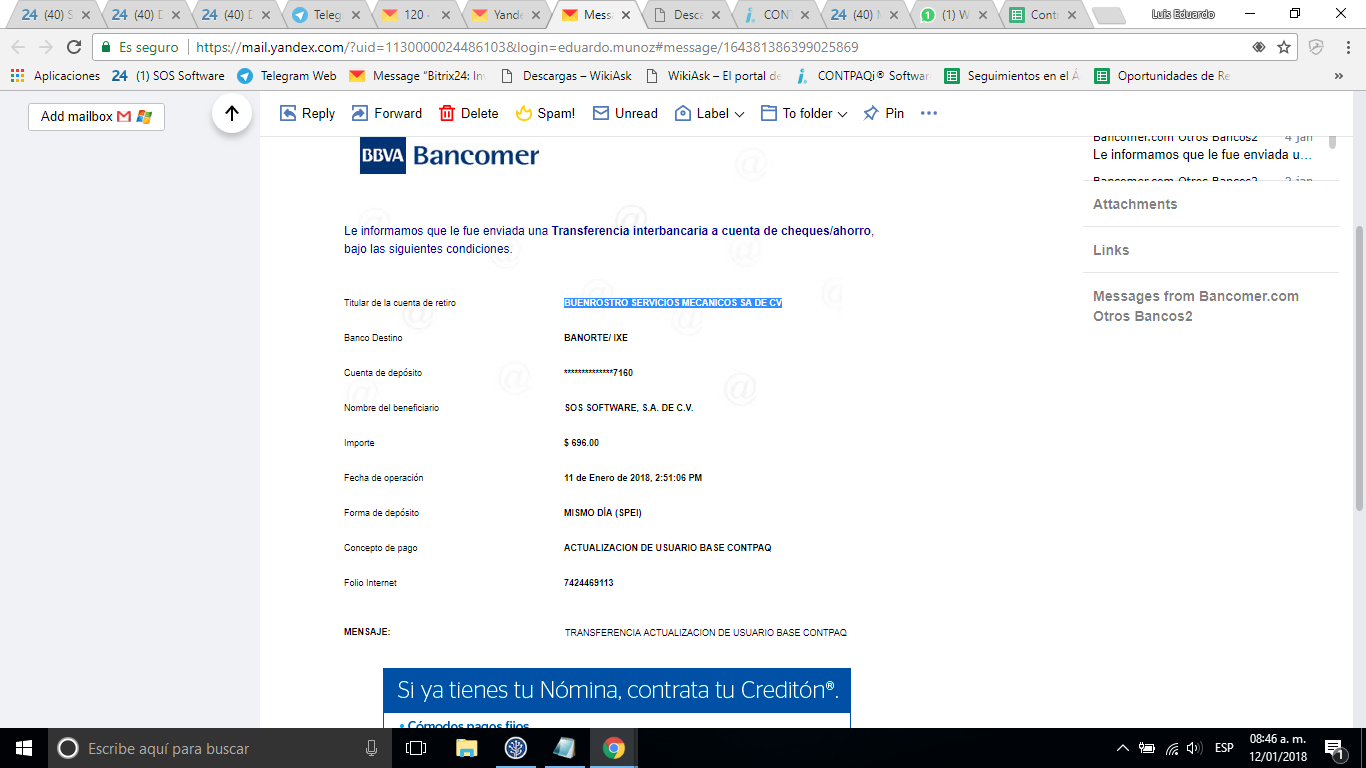 24 (40) S
24 (40) D
24 (40) D
Teleg
120 -
Yande
Messa
Desca
CONT
24 (40) N
(1) W
Contr
Luis Eduardo
Es seguro
https://mail.yandex.com/?uid=1130000024486103&login=eduardo.munoz#message/164381386399025869
Aplicaciones
24 (1) SOS Software
Telegram Web
Message "Bitrix24: In
Descargas – WikiAsk
WikiAsk – El portal de
CONTPAQi® Softwar
Seguimientos en el Á
Oportunidades de Re
»
Add mailbox
Reply
Forward
Delete
Spam!
Unread
Label
To folder
Pin
BBVA Bancomer
Le informamos que le fue enviada una Transferencia interbancaria a cuenta de cheques/ahorro,
bajo las siguientes condiciones.
Titular de la cuenta de retiro BUENROSTRO SERVICIOS MECANICOS SA DE CV
Banco Destino BANORTE/ IXE
Cuenta de depósito **************7160
Nombre del beneficiario SOS SOFTWARE, S.A. DE C.V.
Importe $ 696.00
Fecha de operación 11 de Enero de 2018, 2:51:06 PM
Forma de depósito MISMO DÍA (SPEI)
Concepto de pago ACTUALIZACION DE USUARIO BASE CONTPAQ
Folio Internet 7424469113
MENSAJE: TRANSFERENCIA ACTUALIZACION DE USUARIO BASE CONTPAQ
Si ya tienes tu Nómina, contrata tu Creditón®.
• Cómodos pagos fijos
Bancomer.com Otros Bancos2 4 jan
Le informamos que le fue enviada u...
Bancomer.com Otros Bancos2
Attachments
Links
Messages from Bancomer.com
Otros Bancos2
Escribe aquí para buscar
ESP
08:46 a. m.
12/01/2018
1